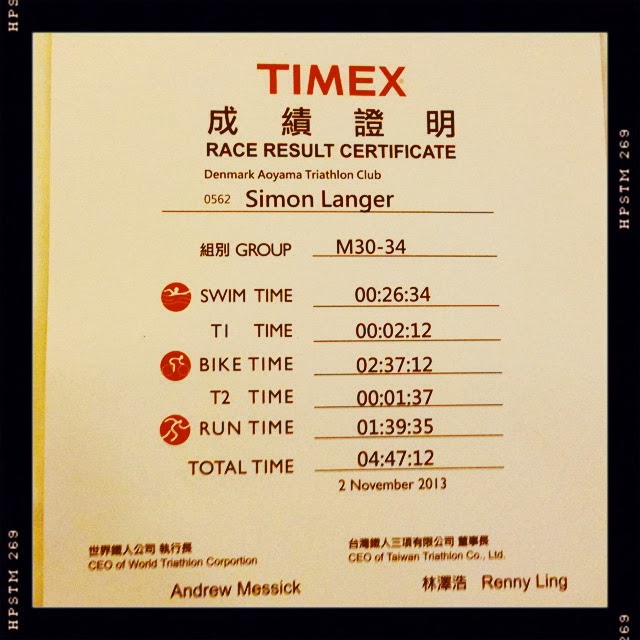 HPSTM 269
HPSTM 269
TIMEX
成績證明
RACE RESULT CERTIFICATE
Denmark Aoyama Triathlon Club
0562 Simon Langer
組別 GROUP M30-34
SWIM TIME 00:26:34
T1 TIME 00:02:12
BIKE TIME 02:37:12
T2 TIME 00:01:37
RUN TIME 01:39:35
TOTAL TIME 04:47:12
2 November 2013
世界鐵人公司 執行長
CEO of World Triathlon Corportion
Andrew Messick
台灣鐵人三項有限公司 董事長
CEO of Taiwan Triathlon Co., Ltd.
林澤浩 Renny Ling
HPSTM 269
269